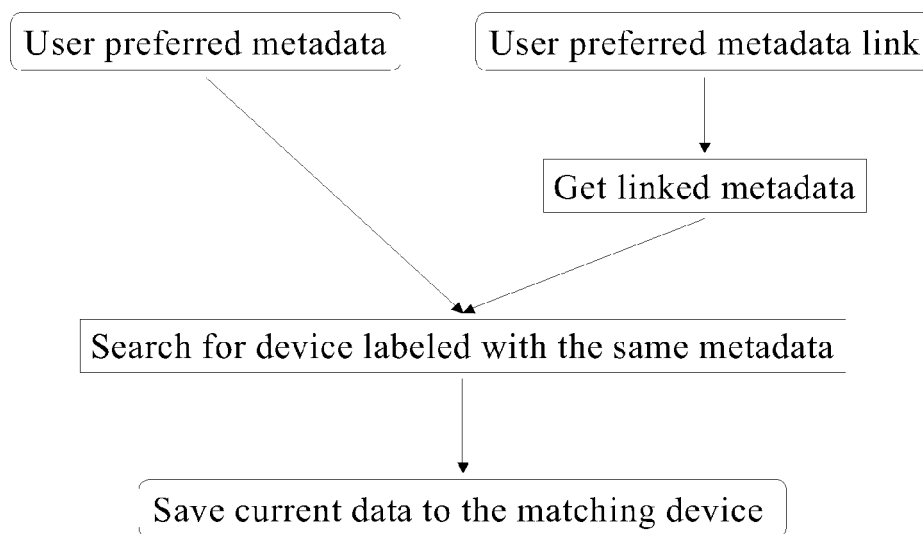 User preferred metadata
User preferred metadata link
Get linked metadata
Search for device labeled with the same metadata
Save current data to the matching device